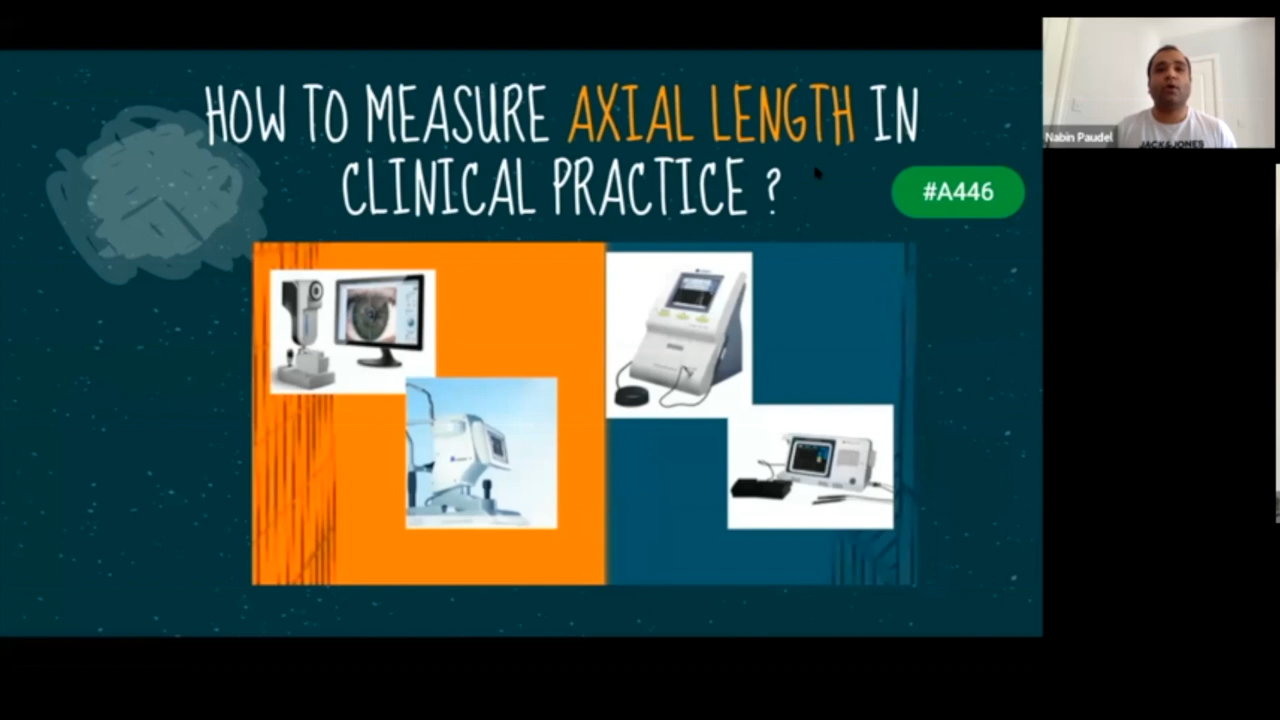 HOW TO MEASURE AXIAL LENGTH IN
CLINICAL PRACTICE ?
#A446
Nabin Paudel
JACK&JONES